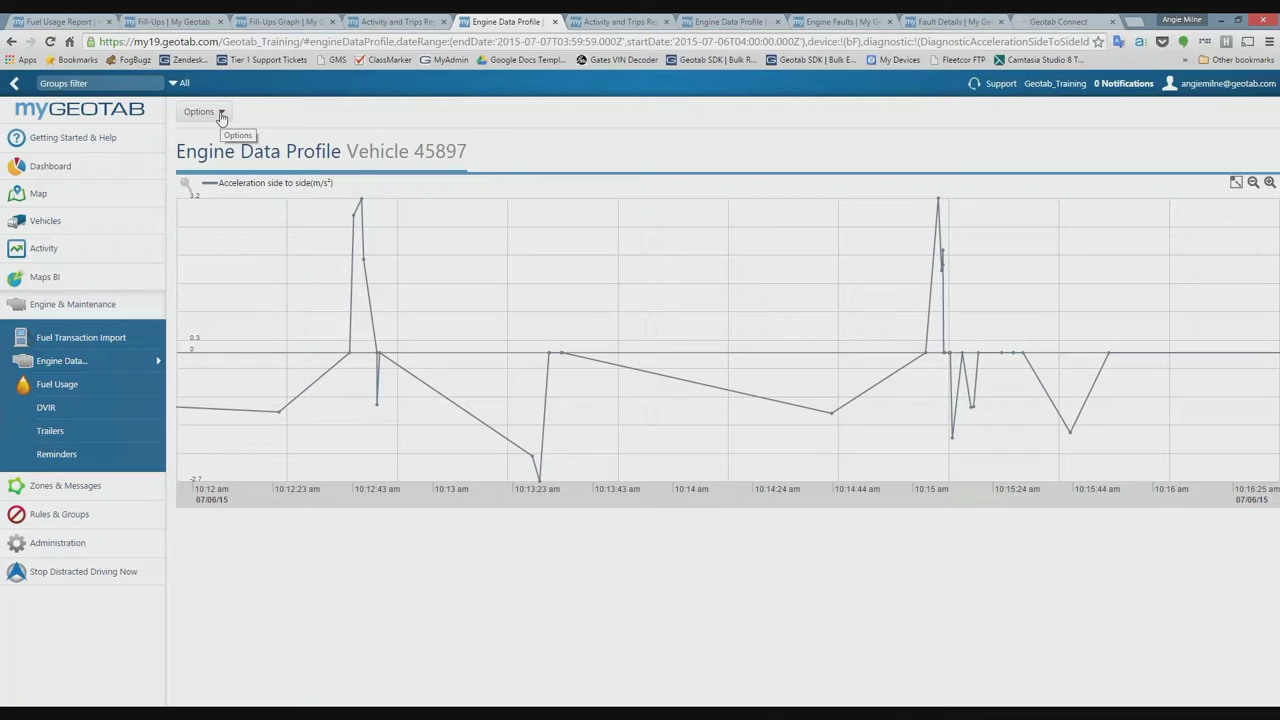 Fuel Usage Report | My G
Fill-Ups | My Geotab
Fill-Ups Graph | My G
Activity and Trips Re
Engine Data Profile |
Activity and Trips Re
Engine Data Profile |
Engine Faults | My G
Fault Details | My Ge
Geotab Connect
Angie Milne
https://my19.geotab.com/Geotab_Training/#engineDataProfile,dateRange:(endDate:'2015-07-07T03:59:59.000Z',startDate:'2015-07-06T04:00:00.000Z'),device:!(bF),diagnostic:!(DiagnosticAccelerationSideToSideId
Apps
Bookmarks
FogBugz
Zendesk...
Tier 1 Support Tick
GMS
ClassMarker
MyAdmin
Google Docs Templ...
Gates VIN Decoder
Geotab SDK | Bulk R...
Geotab SDK | Bulk E...
My Devices
Fleetcor FTP
Camtasia Studio 8 T
Other bookmarks
Groups filter
All
Support
Geotab_Training
0 Notifications
angiemilne@geotab.com
myGEOTAB
Options
Options
Getting Started & Help
Engine Data Profile Vehicle 45897
Dashboard
Acceleration side to side(m/s²)
Map
3.2
Vehicles
Activity
Maps BI
Engine & Maintenance
Fuel Transaction Import
0.3
0
Engine Data...
Fuel Usage
DVIR
Trailers
Reminders
-2.7
10:12 am
10:12:23 am
10:12:43 am
10:13 am
10:13:23 am
10:13:43 am
10:14 am
10:14:24 am
10:14:44 am
10:15 am
10:15:24 am
10:15:44 am
10:16 am
10:16:25 am
07/06/15
07/06/15
Zones & Messages
Rules & Groups
Administration
Stop Distracted Driving Now